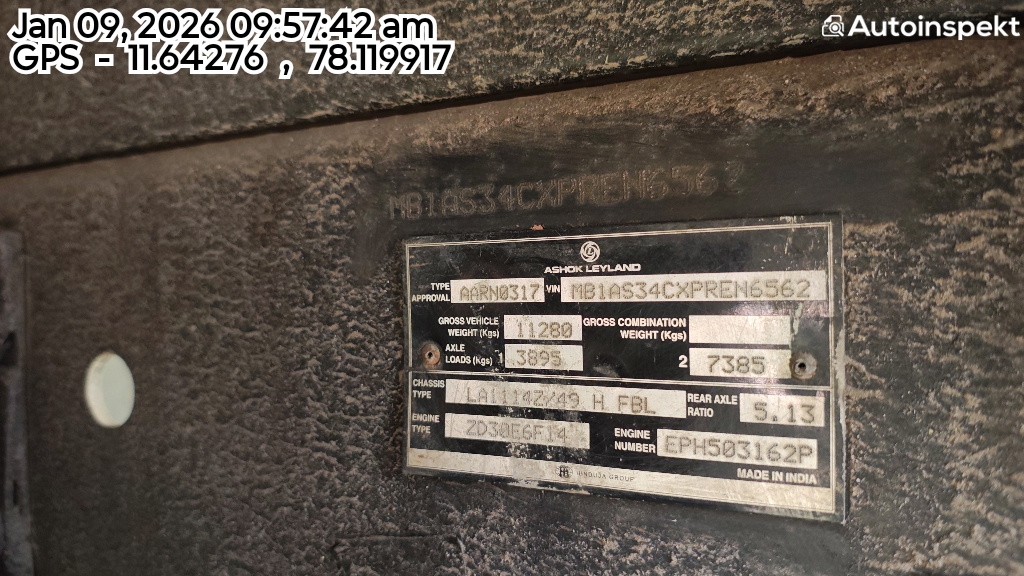 Jan 09, 2026 09:57:42 am
GPS - 11.64276 , 78.119917
Autoinspekt
MB1AS34CXPREN6562
ASHOK LEYLAND
TYPE APPROVAL AARN0317 VIN MB1AS34CXPREN6562
GROSS VEHICLE WEIGHT (Kgs) 11280 GROSS COMBINATION WEIGHT (Kgs)
AXLE LOADS (Kgs) 1 3895 2 7385
CHASSIS TYPE LA1114Z/49 H FBL REAR AXLE RATIO 5.13
ENGINE TYPE ZD30E6F14 ENGINE NUMBER EPH503162P
HINDUJA GROUP MADE IN INDIA